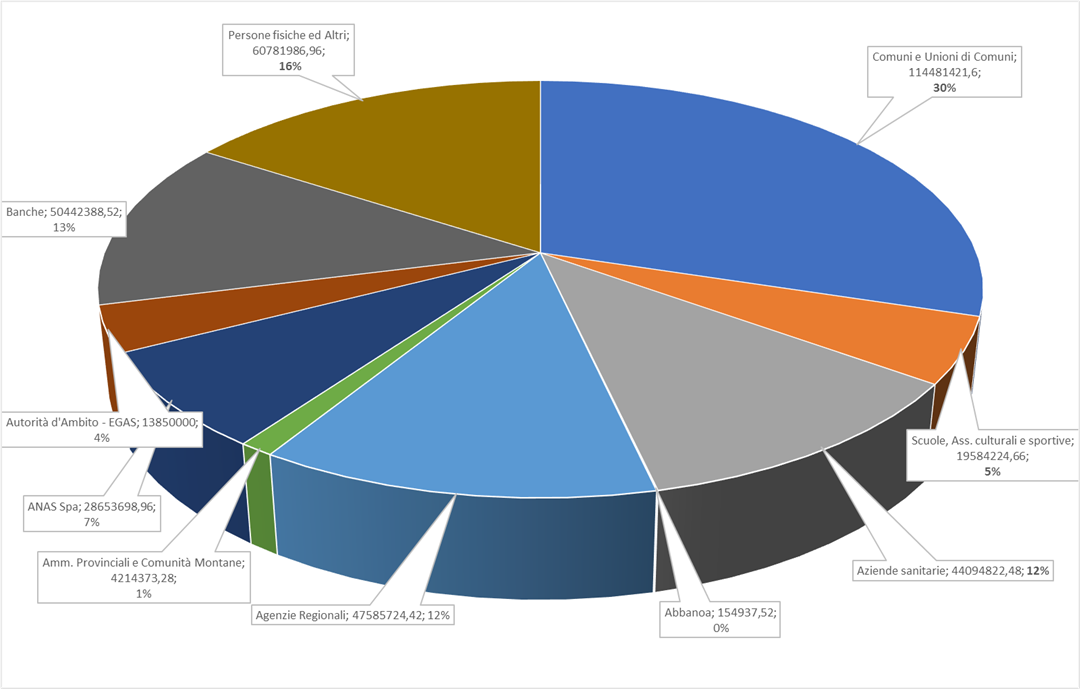 Persone fisiche ed Altri;
60781986,96;
16%
Comuni e Unioni di Comuni;
114481421,6;
30%
Banche; 50442388,52;
13%
Autorità d'Ambito - EGAS; 13850000;
4%
Scuole, Ass. culturali e sportive;
19584224,66;
5%
ANAS Spa; 28653698,96;
7%
Amm. Provinciali e Comunità Montane;
4214373,28;
1%
Aziende sanitarie; 44094822,48; 12%
Agenzie Regionali; 47585724,42; 12%
Abbanoa; 154937,52;
0%